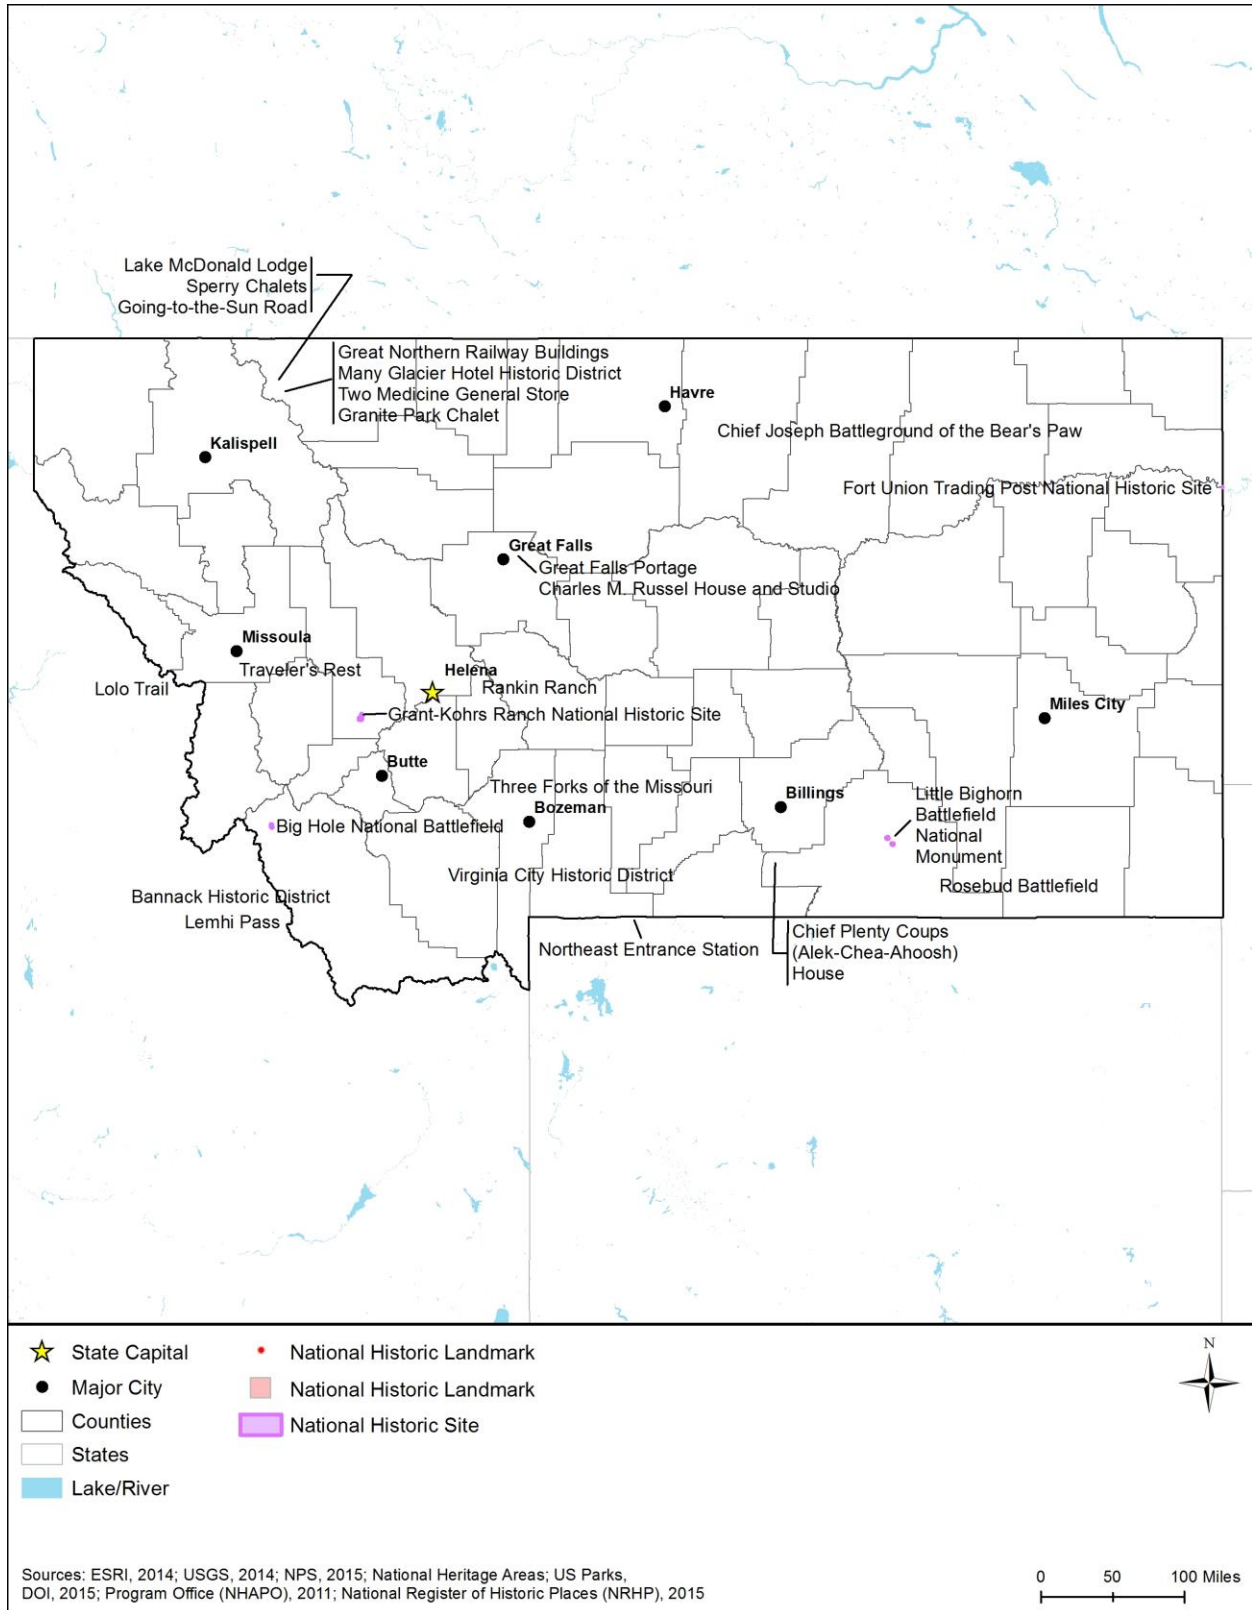 Lake McDonald Lodge
Sperry Chalets
Going-to-the-Sun Road
Great Northern Railway Buildings
Many Glacier Hotel Historic District
Two Medicine General Store
Granite Park Chalet
Havre
Chief Joseph Battleground of the Bear's Paw
Kalispell
Fort Union Trading Post National Historic Site
Great Falls
Great Falls Portage
Charles M. Russel House and Studio
Missoula
Traveler's Rest
Lolo Trail
Helena
Rankin Ranch
Grant-Kohrs Ranch National Historic Site
Miles City
Butte
Three Forks of the Missouri
Bozeman
Billings
Little Bighorn
Battlefield
National
Monument
Big Hole National Battlefield
Virginia City Historic District
Rosebud Battlefield
Bannack Historic District
Lemhi Pass
Northeast Entrance Station
Chief Plenty Coups
(Alek-Chea-Ahoosh)
House
State Capital
Major City
Counties
States
Lake/River
National Historic Landmark
National Historic Landmark
National Historic Site
N
Sources: ESRI, 2014; USGS, 2014; NPS, 2015; National Heritage Areas; US Parks,
DOI, 2015; Program Office (NHAPO), 2011; National Register of Historic Places (NRHP), 2015
0 50 100 Miles